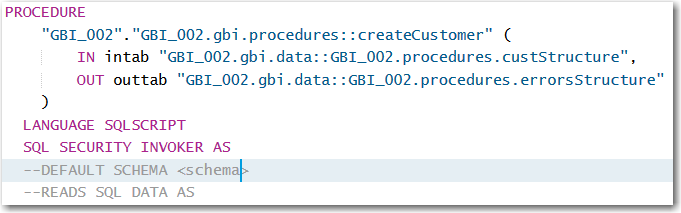 PROCEDURE
"GBI_002"."GBI_002.gbi.procedures::createCustomer" (
IN intab "GBI_002.gbi.data::GBI_002.procedures.custStructure",
OUT outtab "GBI_002.gbi.data::GBI_002.procedures.errorsStructure"
)
LANGUAGE SQLSCRIPT
SQL SECURITY INVOKER AS
--DEFAULT SCHEMA <schema>
--READS SQL DATA AS